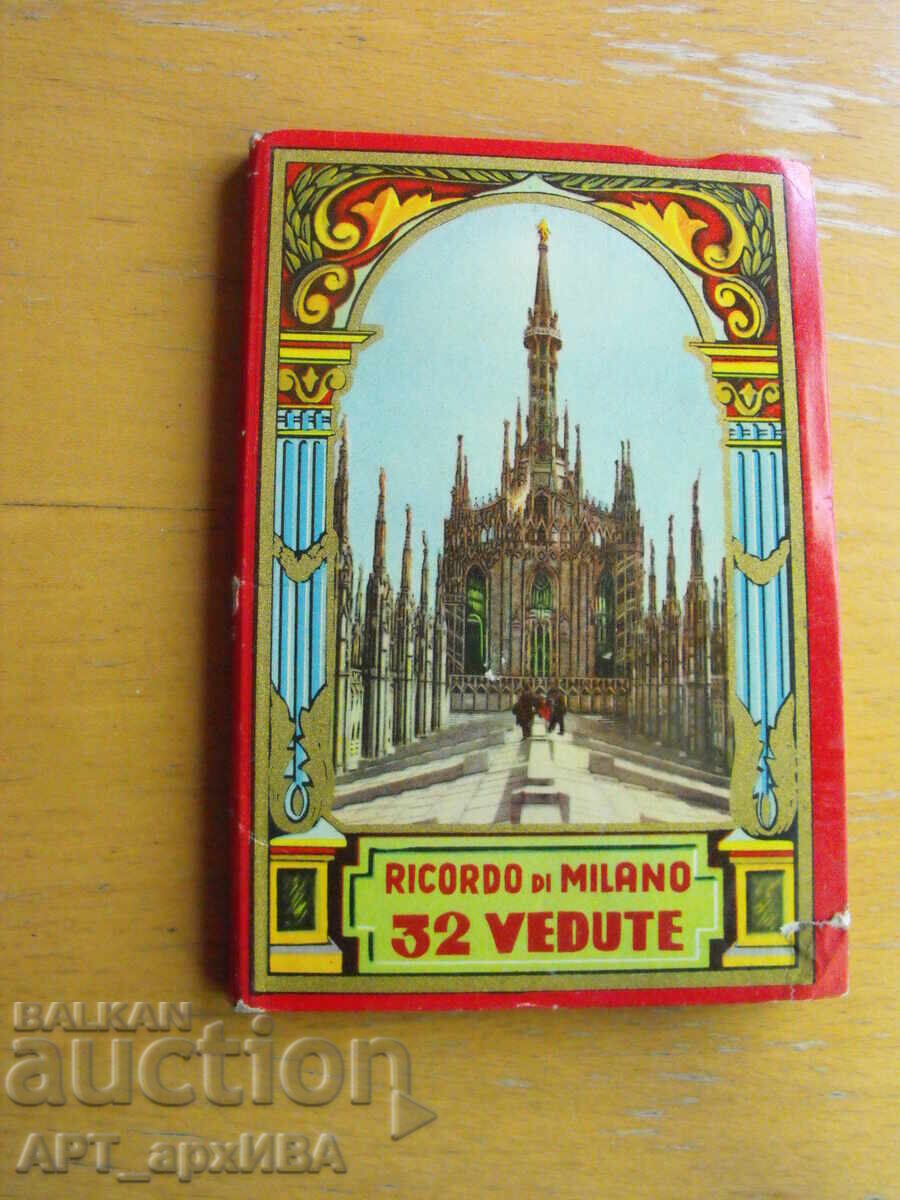 RICORDO DI MILANO
32 VEDUTE
BALKAN
auction
АРТ_архИВА